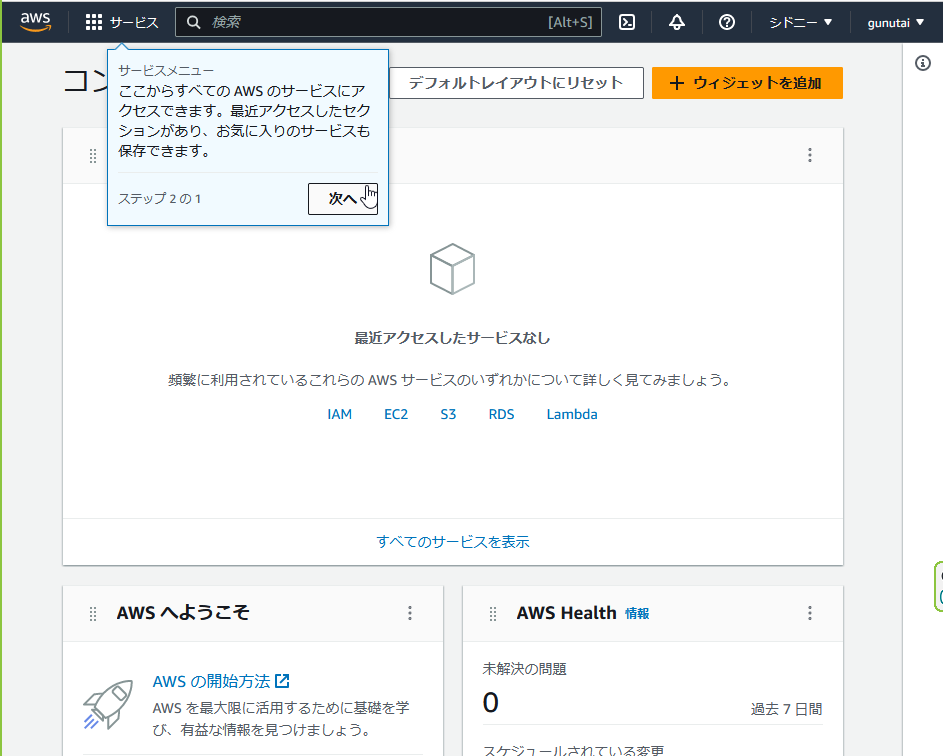 aws サービス 検索 [Alt+S] シドニー gunutai
コン デフォルトレイアウトにリセット + ウィジェットを追加
サービスメニュー
ここからすべての AWS のサービスにア
クセスできます。最近アクセスしたセク
ションがあり、お気に入りのサービスも
保存できます。
ステップ 2 の 1 次へ
最近アクセスしたサービスなし
頻繁に利用されているこれらの AWS サービスのいずれかについて詳しく見てみましょう。
IAM EC2 S3 RDS Lambda
すべてのサービスを表示
AWS へようこそ
AWS の開始方法
AWS を最大限に活用するために基礎を学
び、有益な情報を見つけましょう。
AWS Health 情報
未解決の問題
0 過去 7 日間
スケジュールされている変更